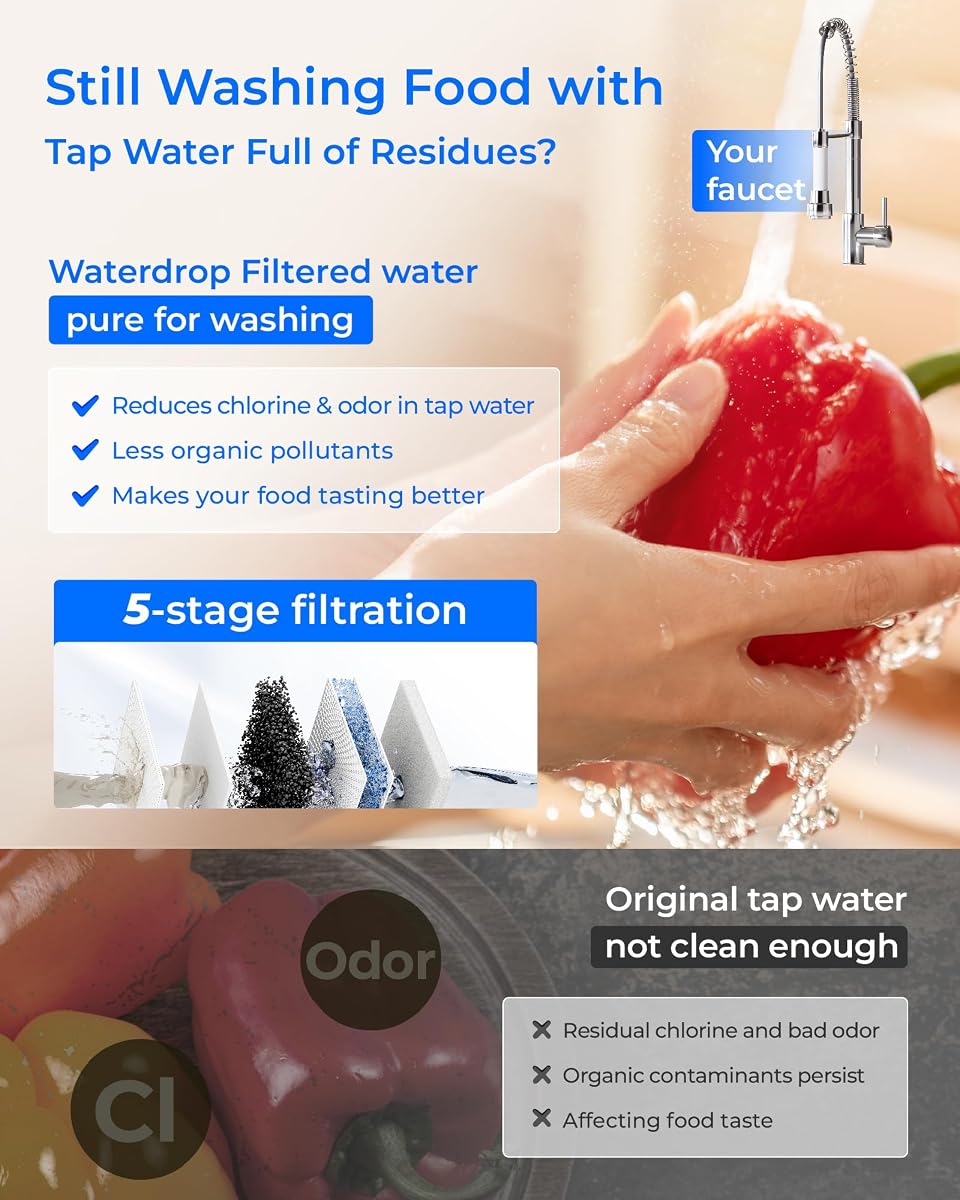 Still Washing Food with
Tap Water Full of Residues?
Your
faucet
Waterdrop Filtered water
pure for washing
Reduces chlorine & odor in tap water
Less organic pollutants
Makes your food tasting better
5-stage filtration
Original tap water
not clean enough
Odor
Residual chlorine and bad odor
Organic contaminants persist
Affecting food taste
Cl